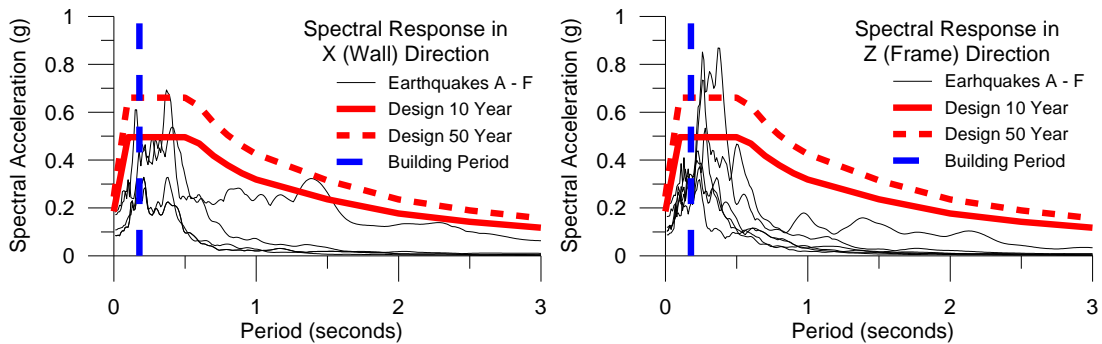 Spectral Response in
X (Wall) Direction
Earthquakes A - F
Design 10 Year
Design 50 Year
Building Period
Spectral Acceleration (g)
1
0.8
0.6
0.4
0.2
0
0
1
2
3
Period (seconds)
Spectral Response in
Z (Frame) Direction
Earhquakes A - F
Design 10 Year
Design 50 Year
Building Period
Spectral Acceleration (g)
1
0.8
0.6
0.4
0.2
0
0
1
2
3
Period (seconds)